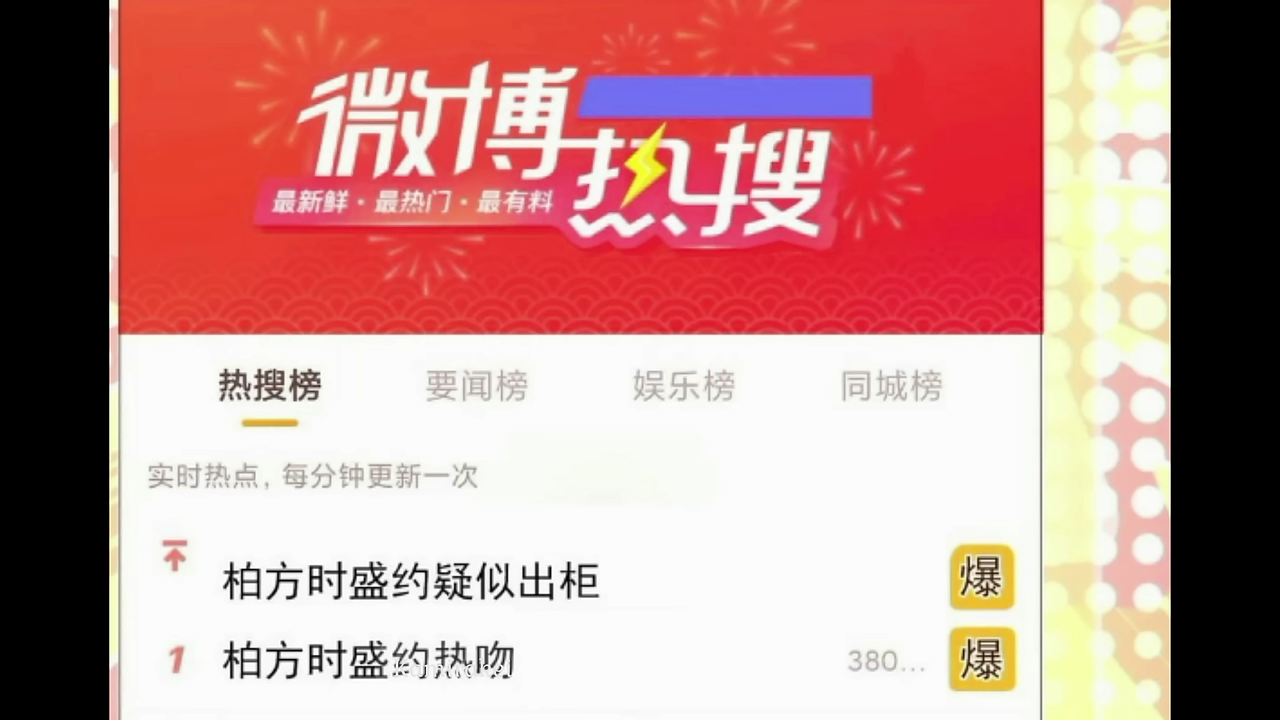 微博
热搜
最新鲜·最热门·最有料
热搜榜 要闻榜 娱乐榜 同城榜
实时热点，每分钟更新一次
柏方时盛约疑似出柜 爆
1 柏方时盛约热吻 380... 爆